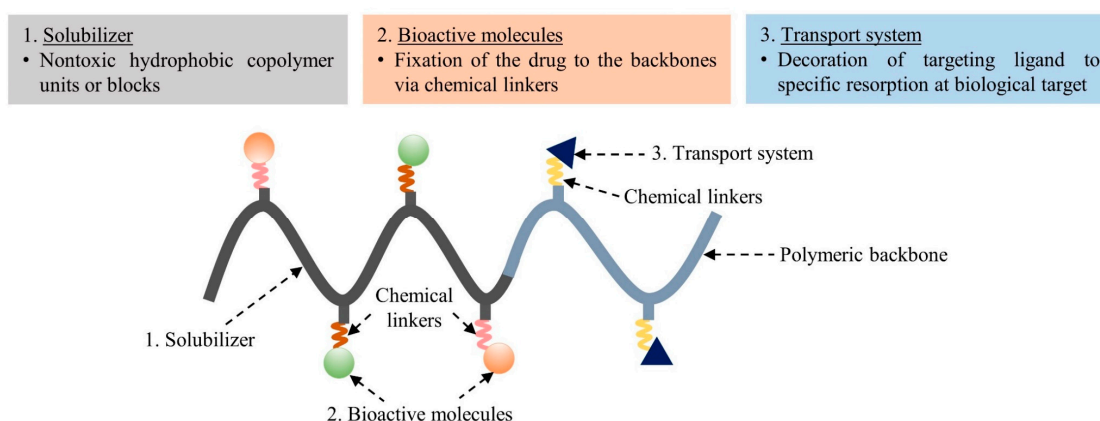 1. Solubilizer
• Nontoxic hydrophobic copolymer
units or blocks
2. Bioactive molecules
• Fixation of the drug to the backbones
via chemical linkers
3. Transport system
• Decoration of targeting ligand to
specific resorption at biological target
3. Transport system
Chemical linkers
Polymeric backbone
Chemical
linkers
1. Solubilizer
2. Bioactive molecules